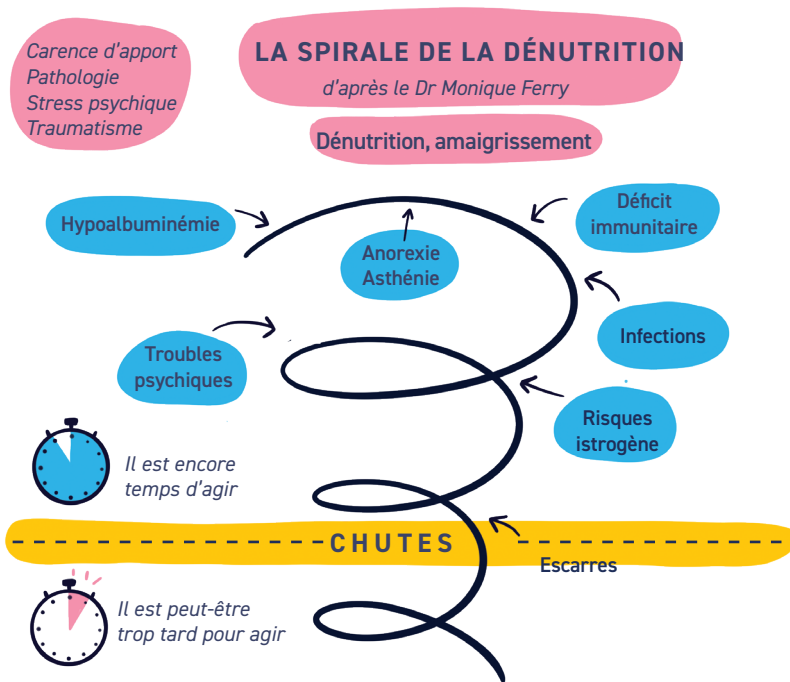 Carence d'apport
Pathologie
Stress psychique
Traumatisme
LA SPIRALE DE LA DÉNUTRITION
d'après le Dr Monique Ferry
Dénutrition, amaigrissement
Hypoalbuminémie
Anorexie
Asthénie
Déficit
immunitaire
Infections
Troubles
psychiques
Risques
istrogène
Il est encore
temps d'agir
CHUTES
Escarres
Il est peut-être
trop tard pour agir